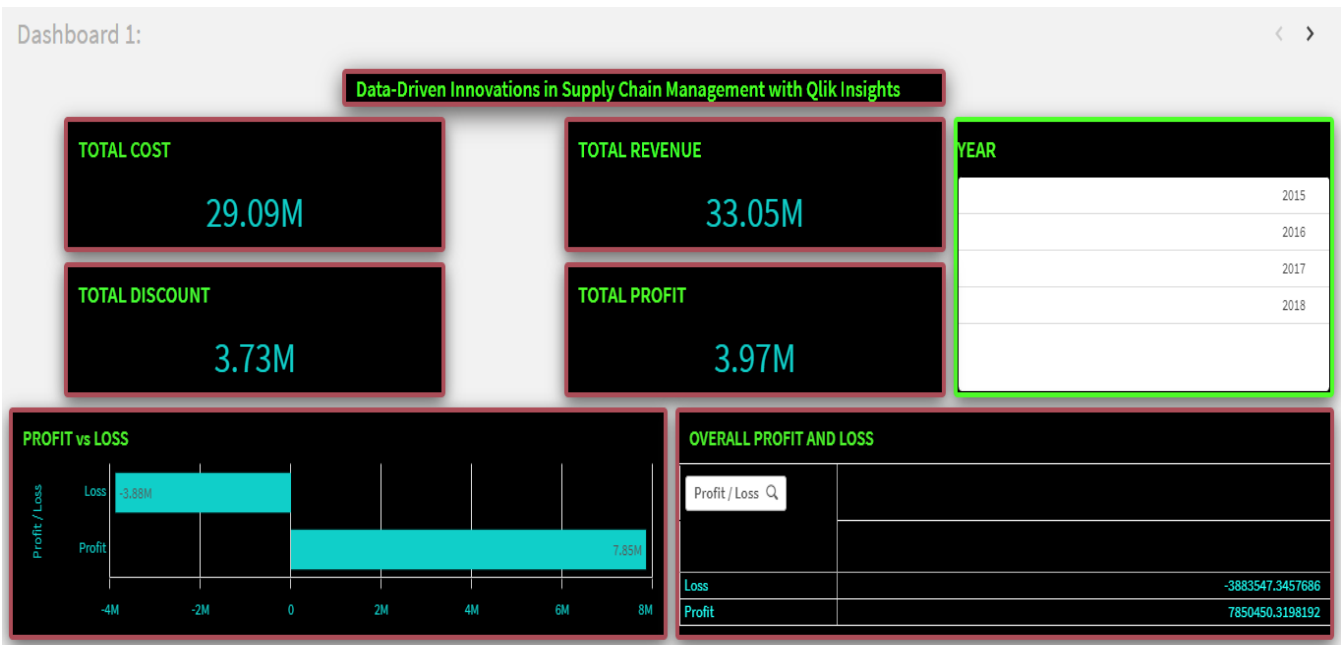 Dashboard 1:
Data-Driven Innovations in Supply Chain Management with Qlik Insights
TOTAL COST
29.09M
TOTAL REVENUE
33.05M
YEAR
2015
2016
2017
2018
TOTAL DISCOUNT
3.73M
TOTAL PROFIT
3.97M
PROFIT vs LOSS
Profit / Loss
Loss
-3.88M
Profit
7.85M
-4M -2M 0 2M 4M 6M 8M
OVERALL PROFIT AND LOSS
Profit / Loss
Loss -3883547.3457686
Profit 7850450.3198192